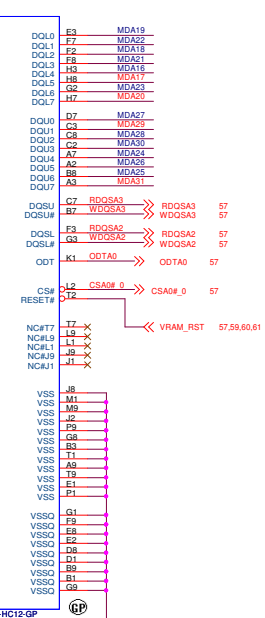 DQL0 E3 MDA19
DQL1 F7 MDA22
DQL2 F2 MDA18
DQL3 F8 MDA21
DQL4 H3 MDA16
DQL5 H8 MDA17
DQL6 G2 MDA23
DQL7 H7 MDA20
DQU0 D7 MDA27
DQU1 C3 MDA29
DQU2 C8 MDA28
DQU3 C2 MDA30
DQU4 A7 MDA24
DQU5 A2 MDA26
DQU6 B8 MDA25
DQU7 A3 MDA31
DQSU C7 RDQSA3 RDQSA3 57
DQSU# B7 WDQSA3 WDQSA3 57
DQSL F3 RDQSA2 RDQSA2 57
DQSL# G3 WDQSA2 WDQSA2 57
ODT K1 ODTA0 ODTA0 57
CS# L2 CSA0#_0 CSA0#_0 57
RESET# T2
VRAM_RST 57,59,60,61
NC#T7 T7
NC#L9 L9
NC#L1 L1
NC#J9 J9
NC#J1 J1
VSS J8
VSS M1
VSS M9
VSS J2
VSS P9
VSS G8
VSS B3
VSS T1
VSS A9
VSS T9
VSS E1
VSS P1
VSSQ G1
VSSQ F9
VSSQ E8
VSSQ E2
VSSQ D8
VSSQ D1
VSSQ B9
VSSQ B1
VSSQ G9
GP
-HC12-GP